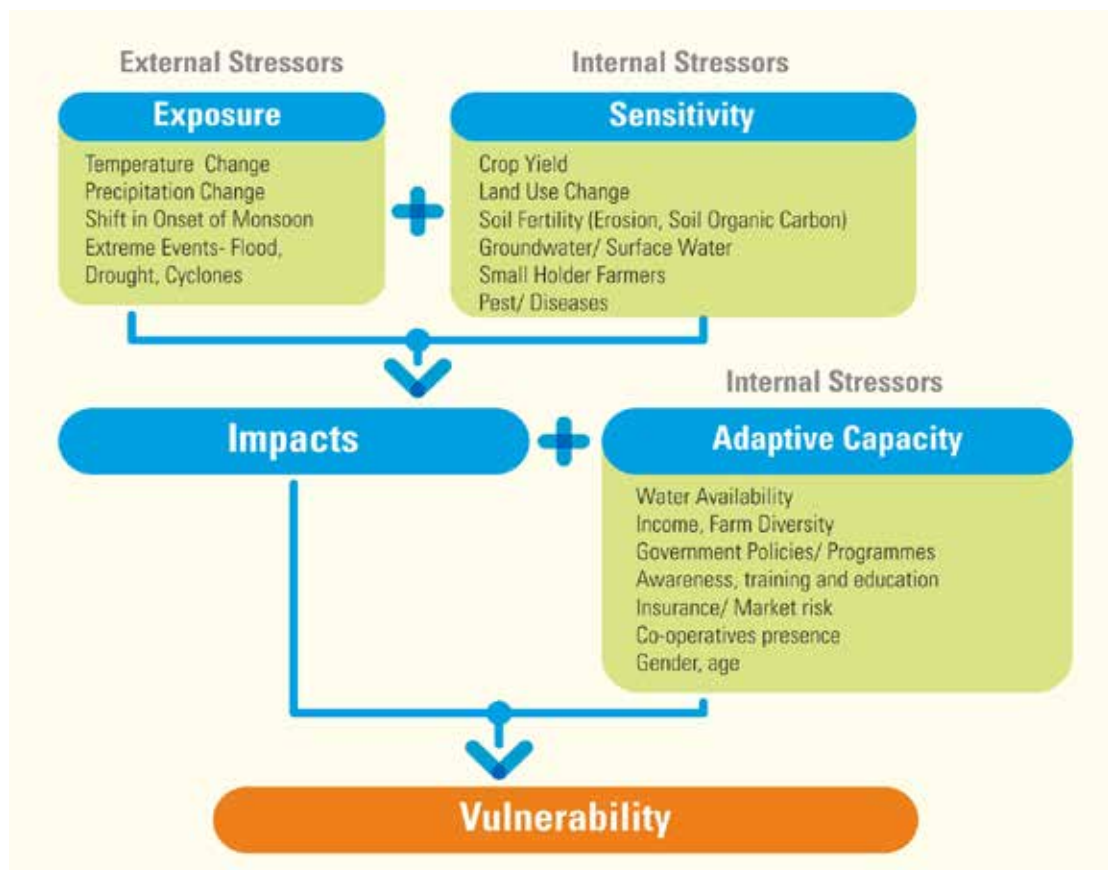 External Stressors
Exposure
Temperature Change
Precipitation Change
Shift in Onset of Monsoon
Extreme Events- Flood,
Drought, Cyclones
Internal Stressors
Sensitivity
Crop Yield
Land Use Change
Soil Fertility (Erosion, Soil Organic Carbon)
Groundwater/ Surface Water
Small Holder Farmers
Pest/ Diseases
Impacts
Internal Stressors
Adaptive Capacity
Water Availability
Income, Farm Diversity
Government Policies/ Programmes
Awareness, training and education
Insurance/ Market risk
Co-operatives presence
Gender, age
Vulnerability